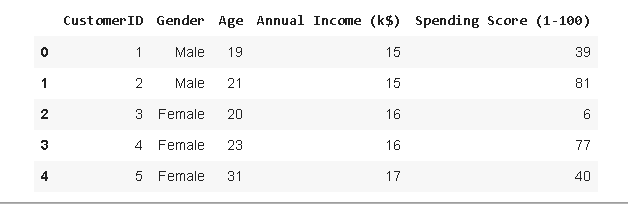 CustomerID Gender Age Annual Income (k$) Spending Score (1-100)
0 1 Male 19 15 39
1 2 Male 21 15 81
2 3 Female 20 16 6
3 4 Female 23 16 77
4 5 Female 31 17 40